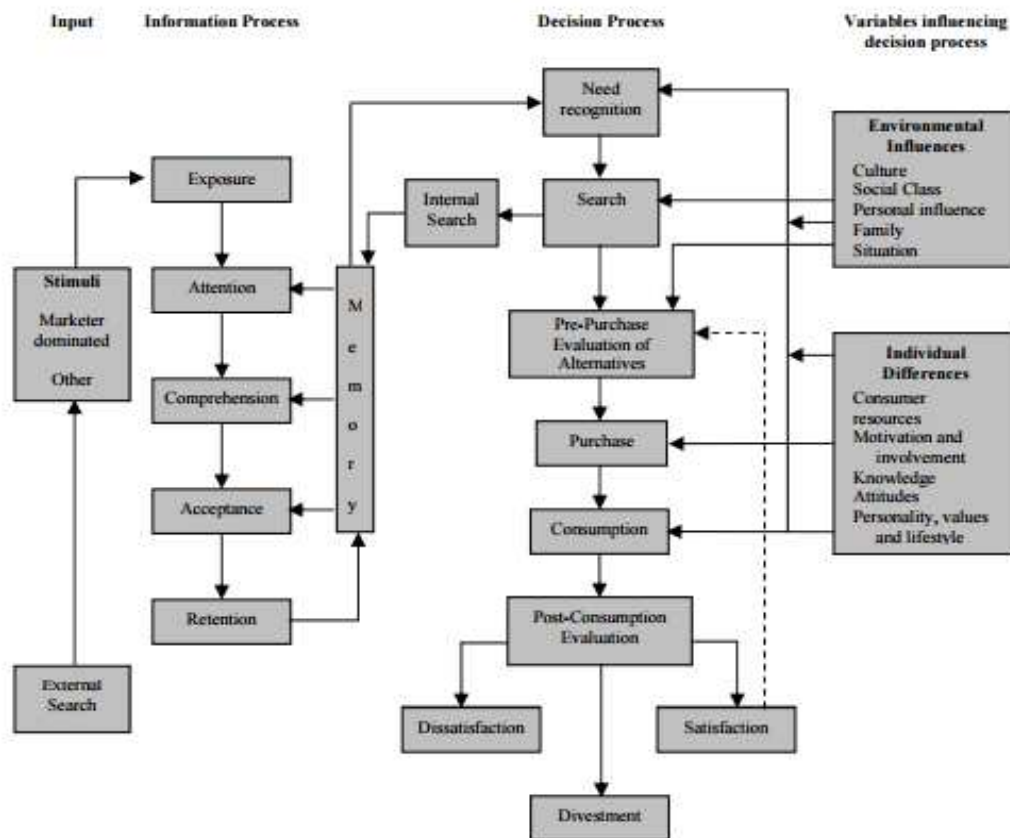 Input
Information Process
Decision Process
Variables influencing
decision process
Need
recognition
Environmental
Influences
Culture
Social Class
Personal influence
Family
Situation
Exposure
Internal
Search
Search
Stimuli
Marketer
dominated
Other
Attention
M
e
m
o
r
y
Pre-Purchase
Evaluation of
Alternatives
Individual
Differences
Consumer
resources
Motivation and
involvement
Knowledge
Attitudes
Personality, values
and lifestyle
Comprehension
Purchase
Acceptance
Consumption
Retention
Post-Consumption
Evaluation
External
Search
Dissatisfaction
Satisfaction
Divestment